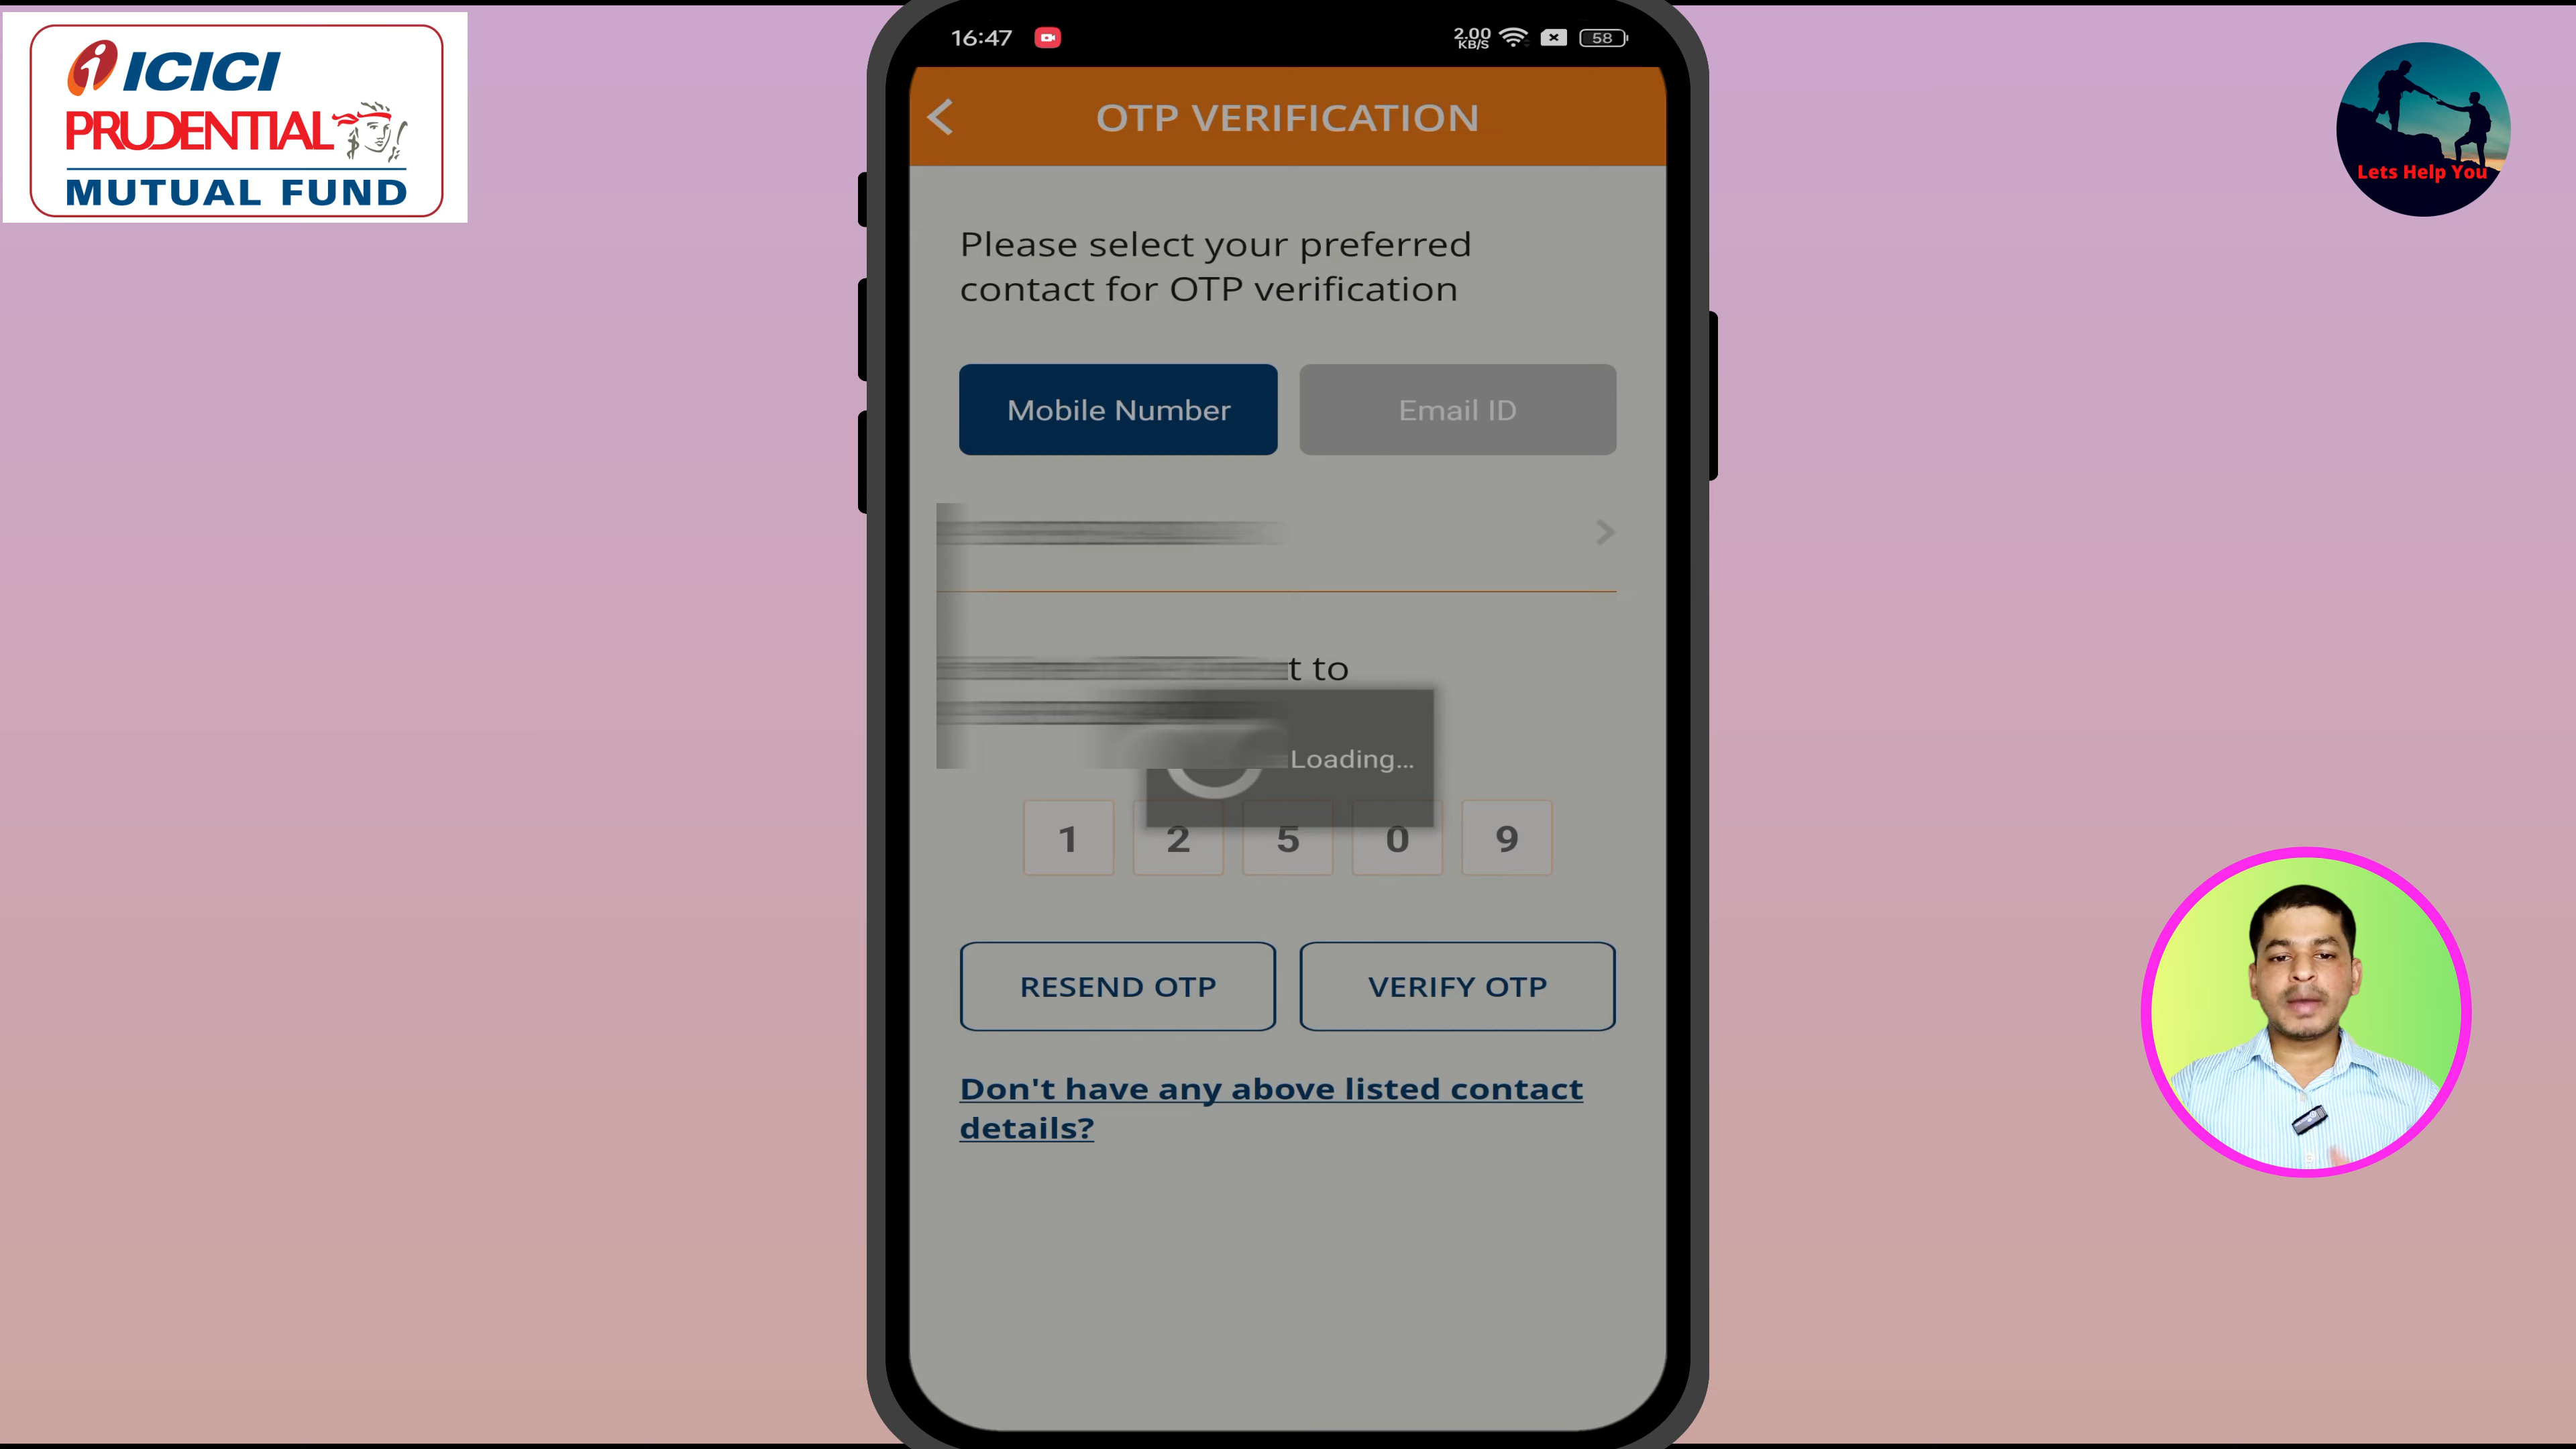 ICICI
PRUDENTIAL
MUTUAL FUND
16:47
2.00
KB/S
58
OTP VERIFICATION
Lets Help You
Please select your preferred
contact for OTP verification
Mobile Number
Email ID
t to
Loading...
1 2 5 0 9
RESEND OTP
VERIFY OTP
Don't have any above listed contact
details?